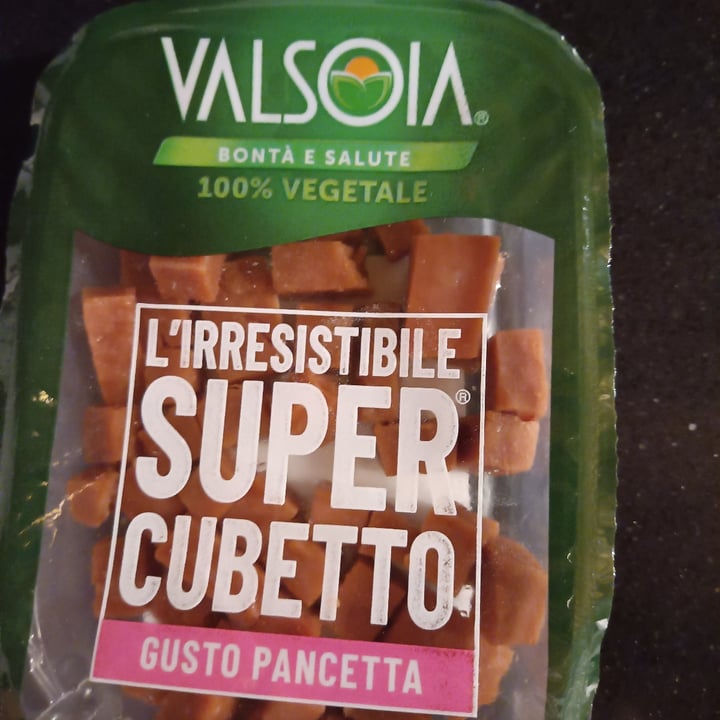 VALSOIA®
BONTÀ E SALUTE
100% VEGETALE
L'IRRESISTIBILE
SUPER®
CUBETTO
GUSTO PANCETTA